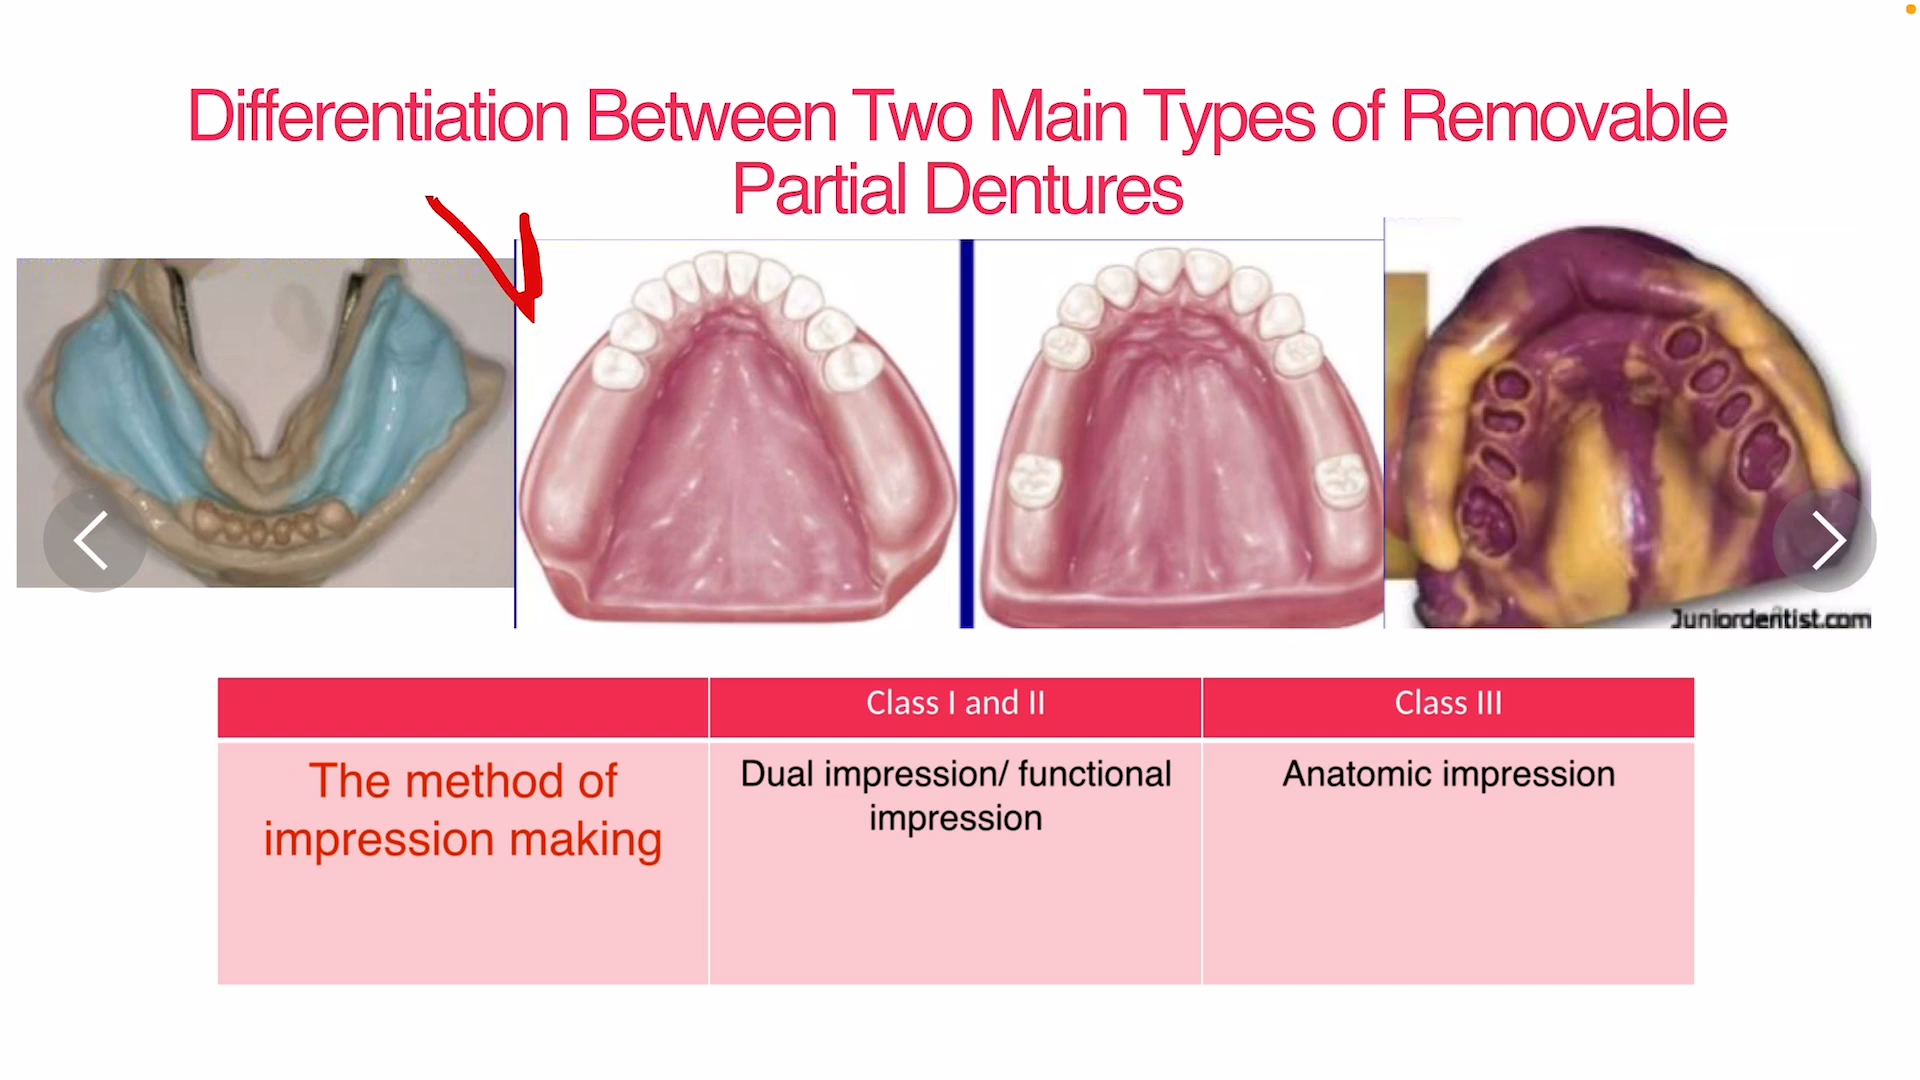 Differentiation Between Two Main Types of Removable
Partial Dentures
Juniordentist.com
Class I and II
Class III
The method of
impression making
Dual impression/ functional
impression
Anatomic impression